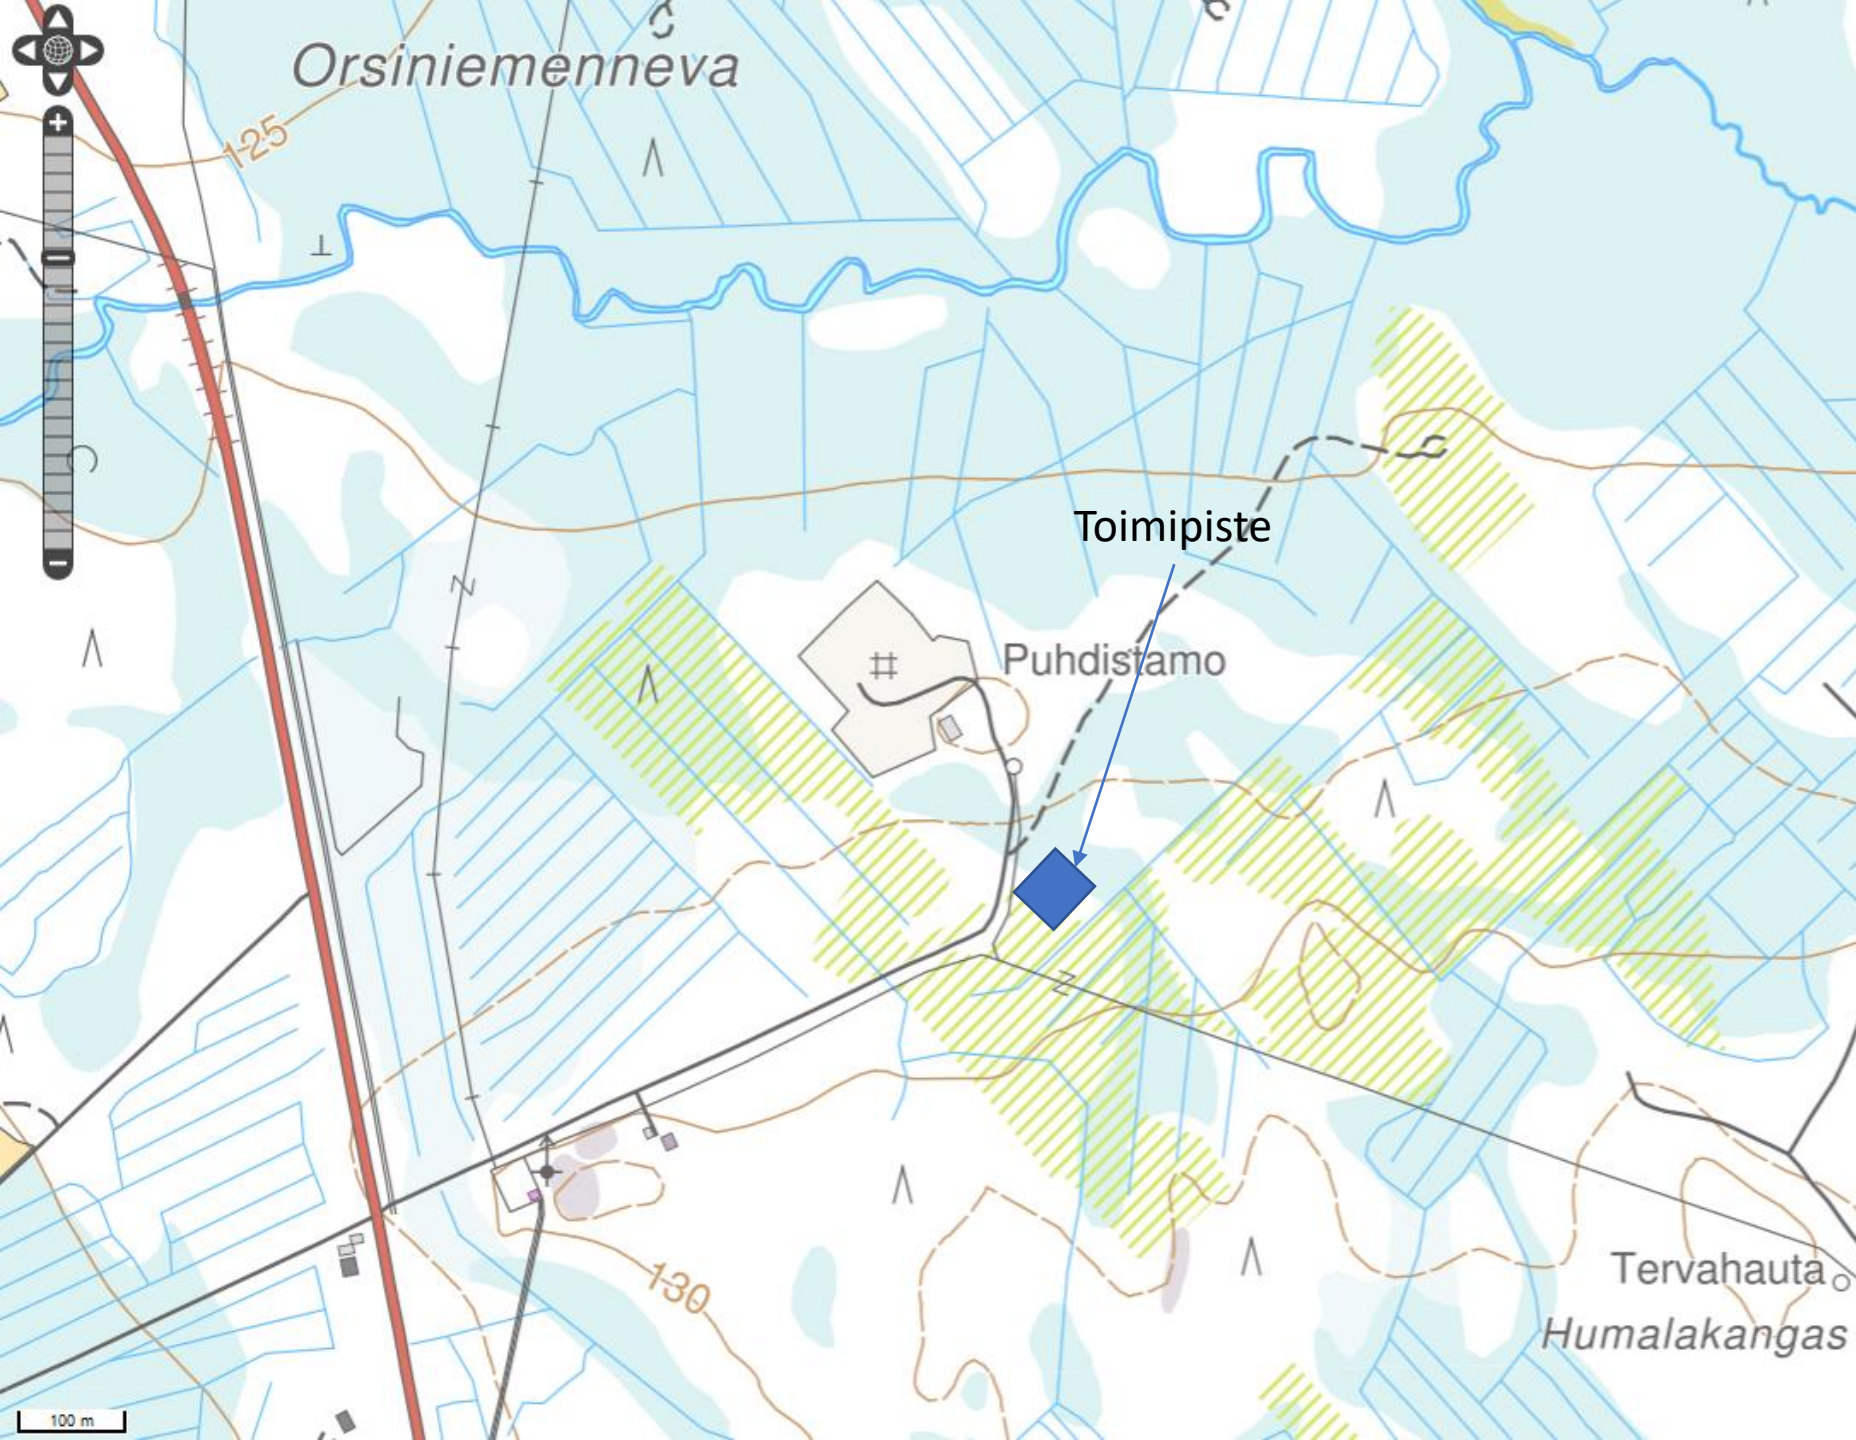 Orsiniemenneva
125
Toimipiste
Puhdistamo
130
Tervahauta
Humalakangas
100 m